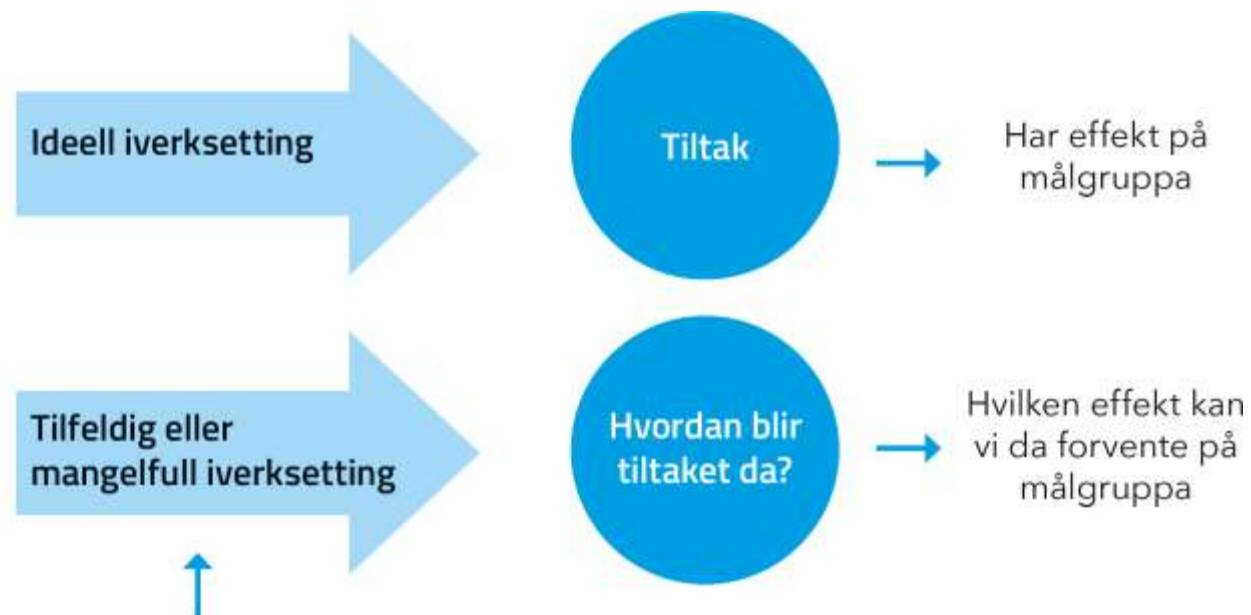 Ideell iverksetting
Tiltak
Har effekt på
målgruppa
Tilfeldig eller
mangelfull iverksetting
Hvordan blir
tiltaket da?
Hvilken effekt kan
vi da forvente på
målgruppa